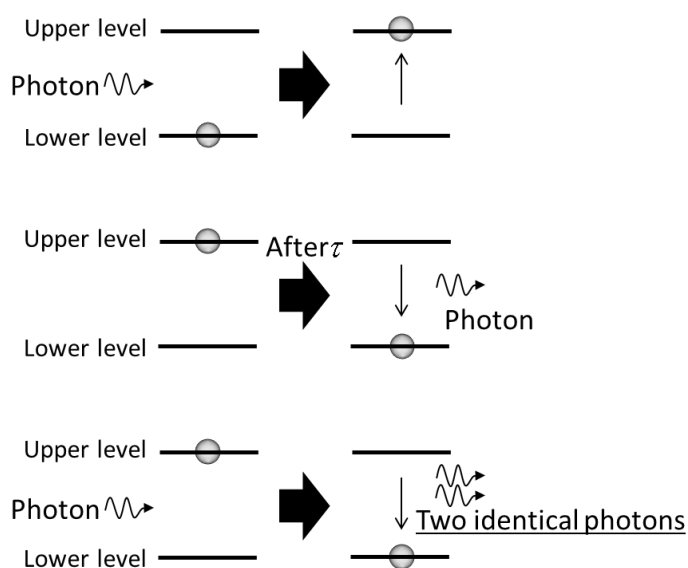 Upper level
Photon
Lower level
Upper level
After τ
Photon
Lower level
Upper level
Photon
Two identical photons
Lower level